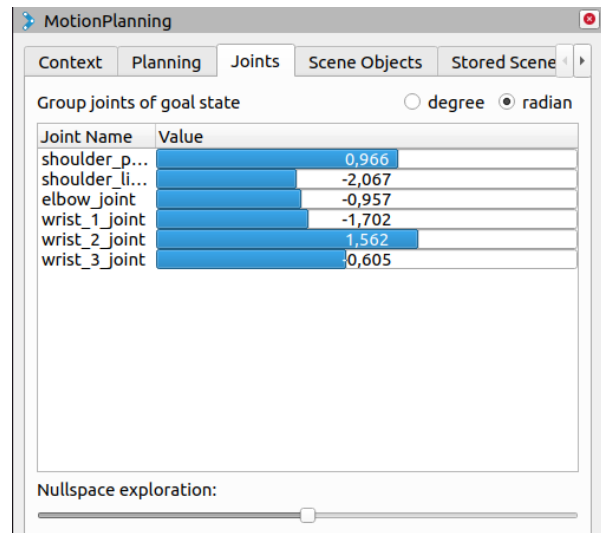 MotionPlanning
Context Planning Joints Scene Objects Stored Scene
Group joints of goal state degree radian
Joint Name Value
shoulder_p... 0,966
shoulder_li... -2,067
elbow_joint -0,957
wrist_1_joint -1,702
wrist_2_joint 1,562
wrist_3_joint -0,605
Nullspace exploration: